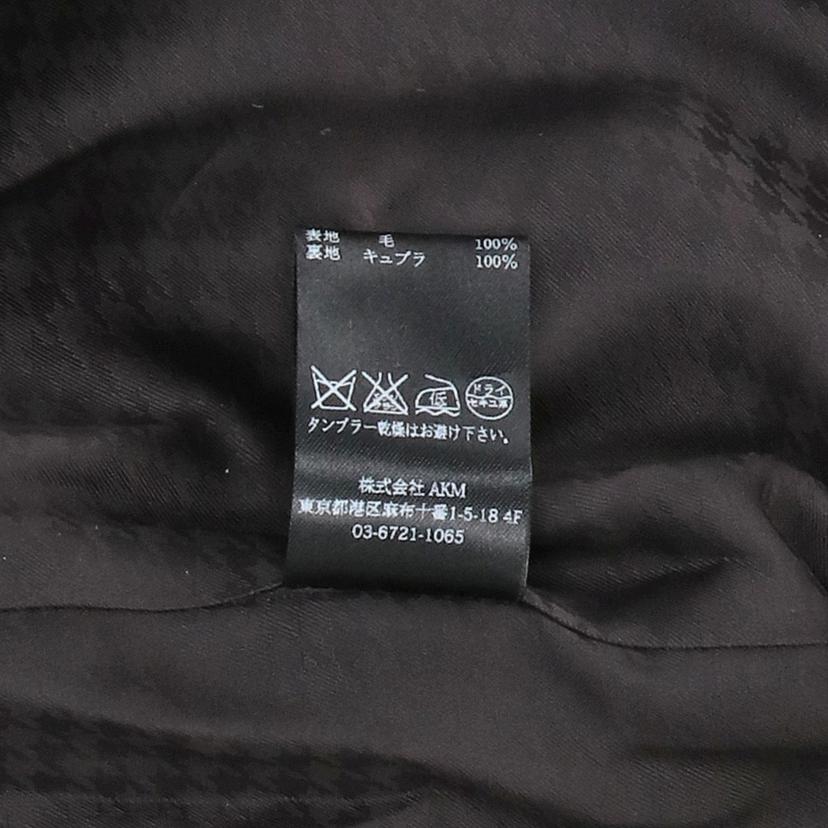 表地 毛 100%
裏地 キュプラ 100%
低 ドライ
セキユ系
タンブラー乾燥はお避け下さい。
株式会社 AKM
東京都港区麻布十番1-5-18 4F
03-6721-1065